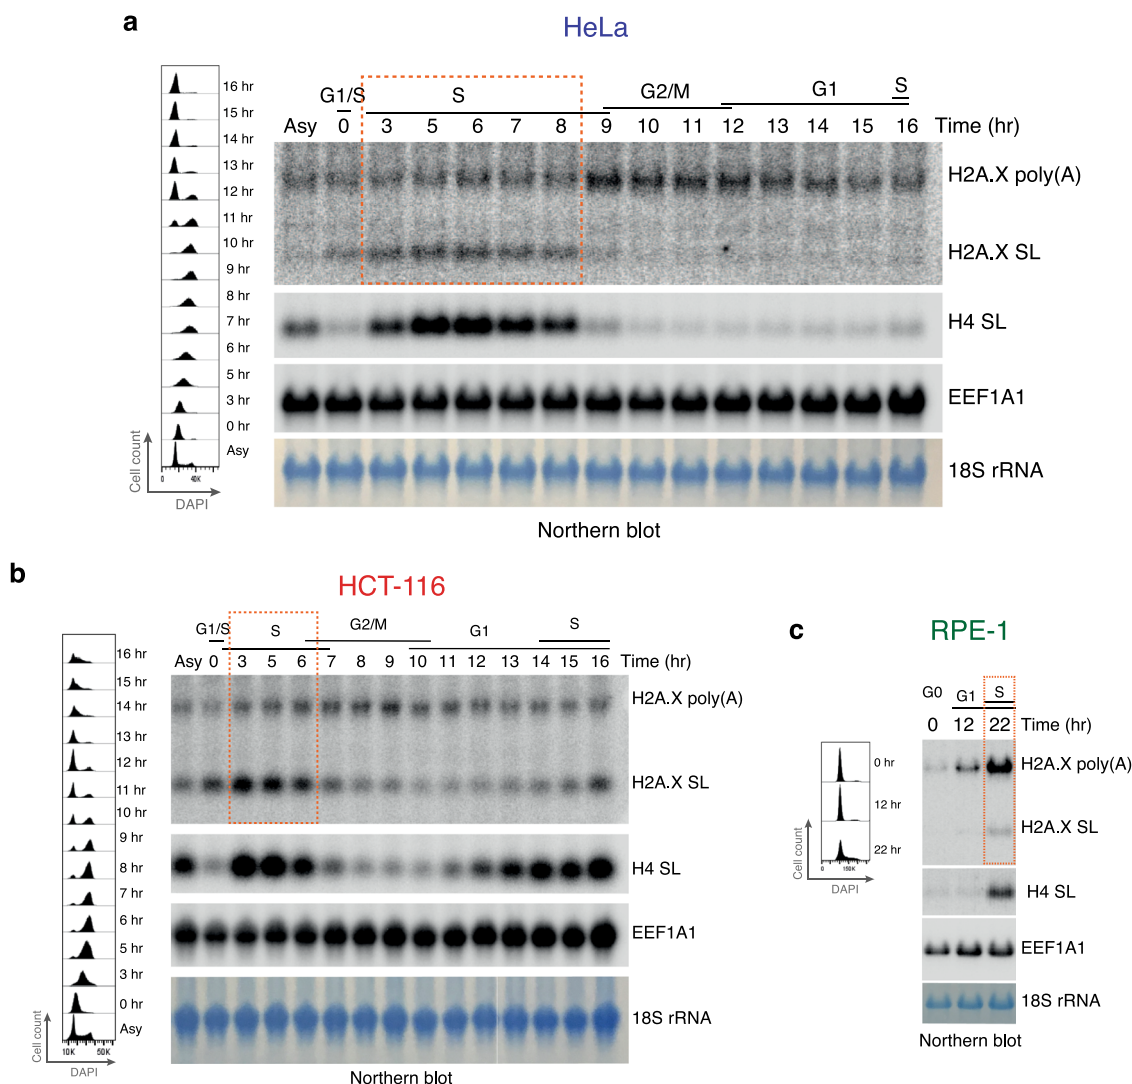 a
HeLa
16 hr
15 hr
14 hr
13 hr
12 hr
11 hr
10 hr
9 hr
8 hr
7 hr
6 hr
5 hr
3 hr
0 hr
Asy
Cell count
0 40K
DAPI
G1/S S G2/M G1 S
Asy 0 3 5 6 7 8 9 10 11 12 13 14 15 16 Time (hr)
H2A.X poly(A)
H2A.X SL
H4 SL
EEF1A1
18S rRNA
Northern blot
b
HCT-116
16 hr
15 hr
14 hr
13 hr
12 hr
11 hr
10 hr
9 hr
8 hr
7 hr
6 hr
5 hr
3 hr
0 hr
Asy
Cell count
10K 50K
DAPI
G1/S S G2/M G1 S
Asy 0 3 5 6 7 8 9 10 11 12 13 14 15 16 Time (hr)
H2A.X poly(A)
H2A.X SL
H4 SL
EEF1A1
18S rRNA
Northern blot
c
RPE-1
0 hr
12 hr
22 hr
Cell count
0 150K
DAPI
G0 G1 S
0 12 22 Time (hr)
H2A.X poly(A)
H2A.X SL
H4 SL
EEF1A1
18S rRNA
Northern blot